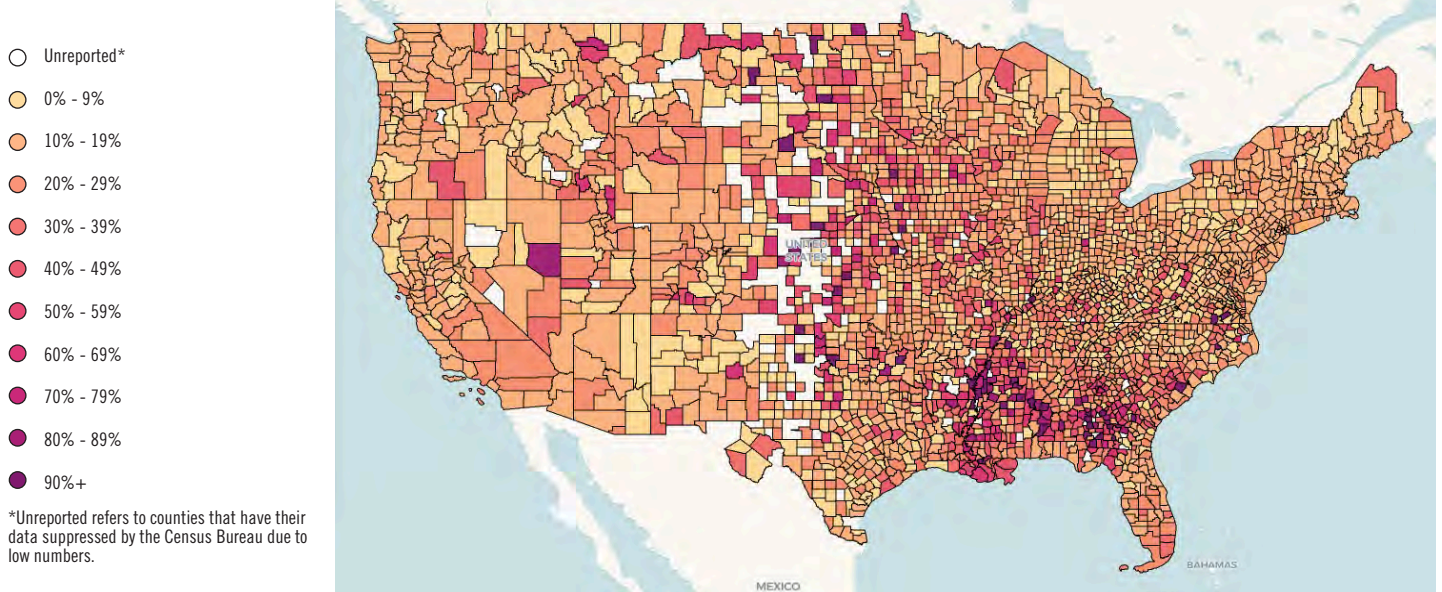 Unreported*
0% - 9%
10% - 19%
20% - 29%
30% - 39%
40% - 49%
50% - 59%
60% - 69%
70% - 79%
80% - 89%
90%+
*Unreported refers to counties that have their
data suppressed by the Census Bureau due to
low numbers.
UNITED
STATES
BAHAMAS
MEXICO